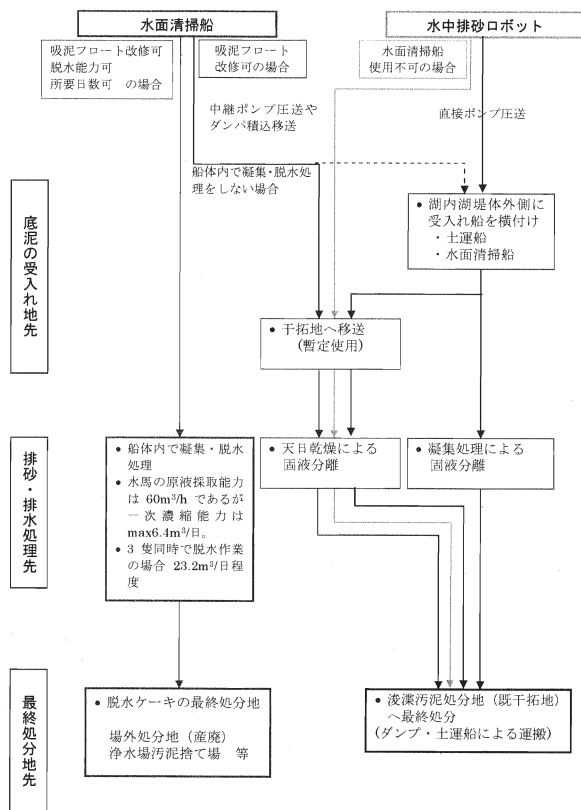 水面清掃船
水中排砂ロボット
吸泥フロート改修可
脱水能力可
所要日数可　の場合
吸泥フロート
改修可の場合
水面清掃船
使用不可の場合
中継ポンプ圧送や
ダンパ積込移送
直接ポンプ圧送
船体内で凝集・脱水処
理をしない場合
底泥の受入れ地先
● 湖内湖堤体外側に
受入れ船を横付け
・土運船
・水面清掃船
● 干拓地へ移送
(暫定使用)
排砂・排水処理先
● 船体内で凝集・脱水
処理
● 水馬の原液採取能力
は 60m³/h であるが
一次濃縮能力は
max6.4m³/日。
● 3 隻同時で脱水作業
の場合 23.2m³/日程
度
● 天日乾燥による
固液分離
● 凝集処理による
固液分離
最終処分地先
● 脱水ケーキの最終処分地
場外処分地（産廃）
浄水場汚泥捨て場　等
● 浚渫汚泥処分地（既干拓地）
へ最終処分
(ダンプ・土運船による運搬)